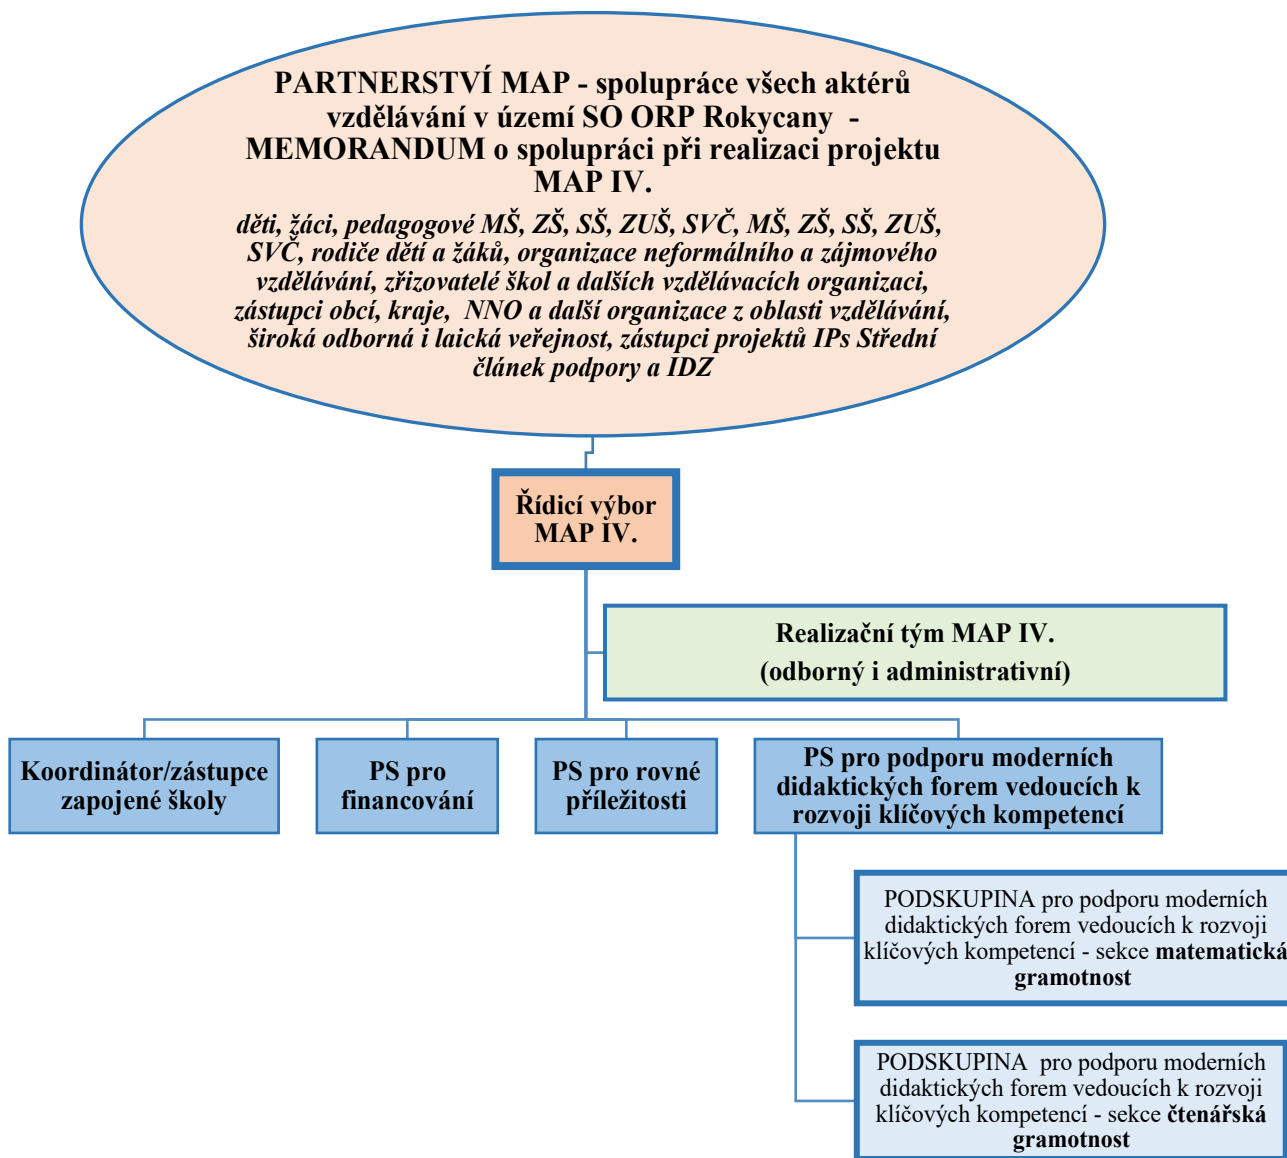 PARTNERSTVÍ MAP - spolupráce všech aktérů
vzdělávání v území SO ORP Rokycany -
MEMORANDUM o spolupráci při realizaci projektu
MAP IV.
děti, žáci, pedagogové MŠ, ZŠ, SŠ, ZUŠ, SVČ, MŠ, ZŠ, SŠ, ZUŠ,
SVČ, rodiče dětí a žáků, organizace neformálního a zájmového
vzdělávání, zřizovatelé škol a dalších vzdělávacích organizaci,
zástupci obcí, kraje, NNO a další organizace z oblasti vzdělávání,
široká odborná i laická veřejnost, zástupci projektů IPs Střední
článek podpory a IDZ
Řídicí výbor
MAP IV.
Realizační tým MAP IV.
(odborný i administrativní)
Koordinátor/zástupce
zapojené školy
PS pro
financování
PS pro rovné
příležitosti
PS pro podporu moderních
didaktických forem vedoucích k
rozvoji klíčových kompetencí
PODSKUPINA pro podporu moderních
didaktických forem vedoucích k rozvoji
klíčových kompetencí - sekce matematická
gramotnost
PODSKUPINA pro podporu moderních
didaktických forem vedoucích k rozvoji
klíčových kompetencí - sekce čtenářská
gramotnost